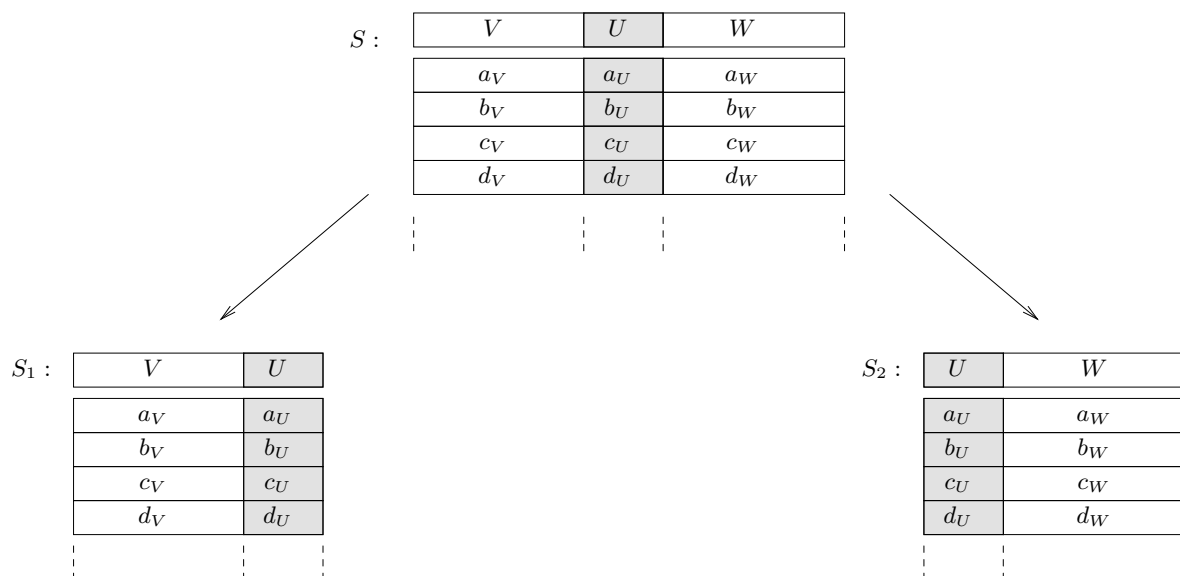 S : V U W
a_V a_U a_W
b_V b_U b_W
c_V c_U c_W
d_V d_U d_W
S_1 : V U
a_V a_U
b_V b_U
c_V c_U
d_V d_U
S_2 : U W
a_U a_W
b_U b_W
c_U c_W
d_U d_W